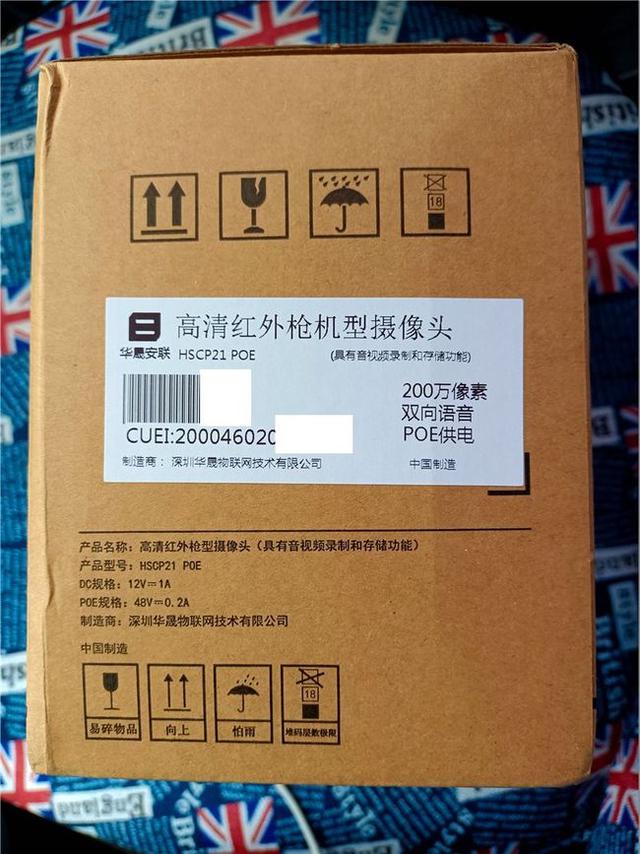 18
高清红外枪机型摄像头
华晟安联 HSCP21 POE (具有音视频录制和存储功能)
200万像素
双向语音
CUEI:200046020
POE供电
制造商： 深圳华晟物联网技术有限公司 中国制造
产品名称：高清红外枪型摄像头（具有音视频录制和存储功能）
产品型号：HSCP21 POE
DC规格：12V⎓1A
POE规格：48V⎓0.2A
制造商：深圳华晟物联网技术有限公司
中国制造
18
易碎物品 向上 怕雨 堆码层数极限
British
England